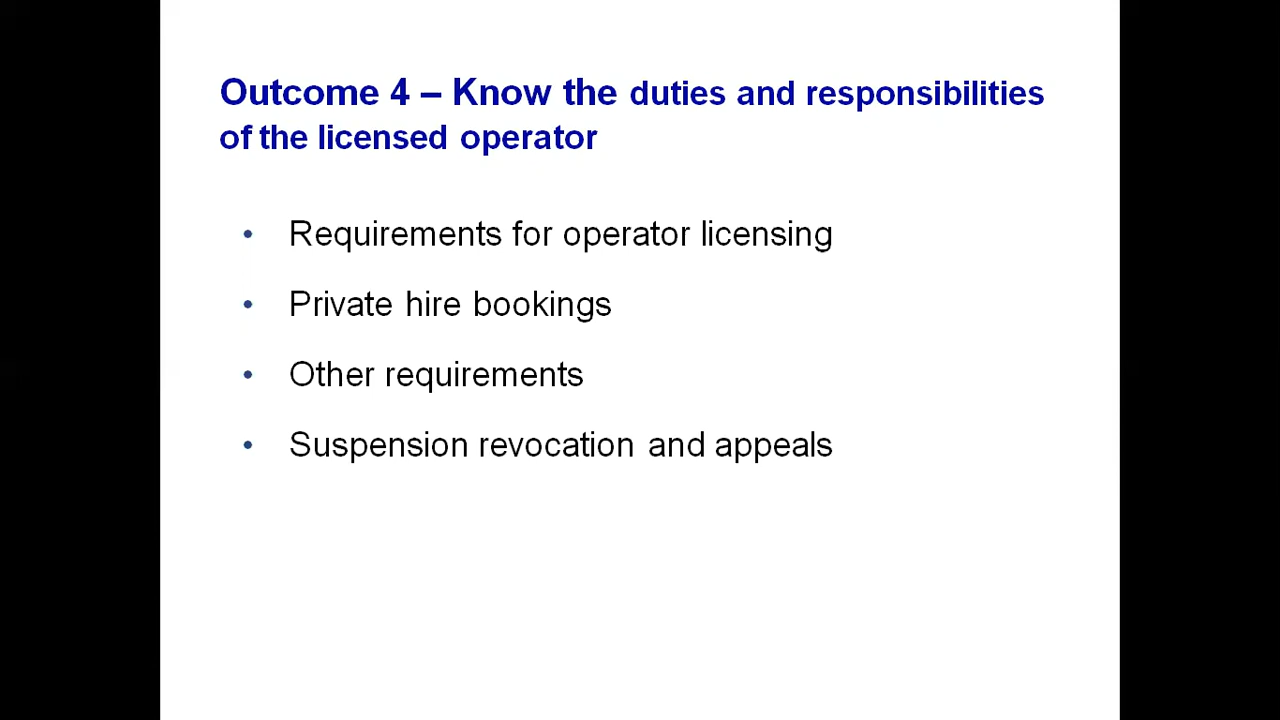 Outcome 4 – Know the duties and responsibilities
of the licensed operator
• Requirements for operator licensing
• Private hire bookings
• Other requirements
• Suspension revocation and appeals